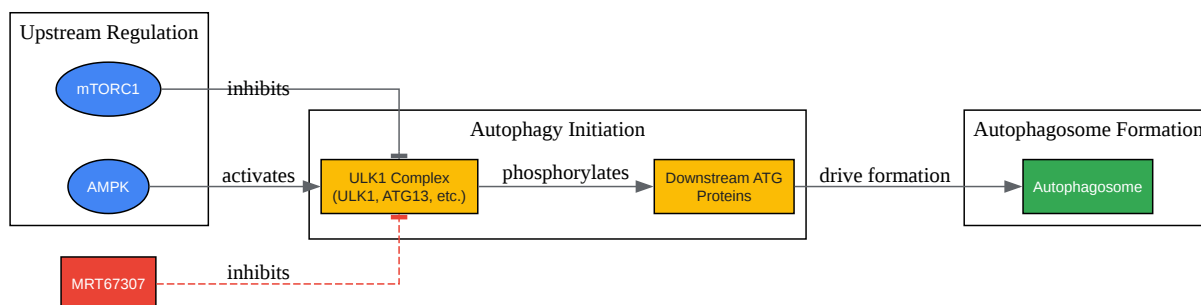 Upstream Regulation
mTORC1
inhibits
Autophagy Initiation
Autophagosome Formation
AMPK
activates
ULK1 Complex
(ULK1, ATG13, etc.)
phosphorylates
Downstream ATG
Proteins
drive formation
Autophagosome
MRT67307
inhibits